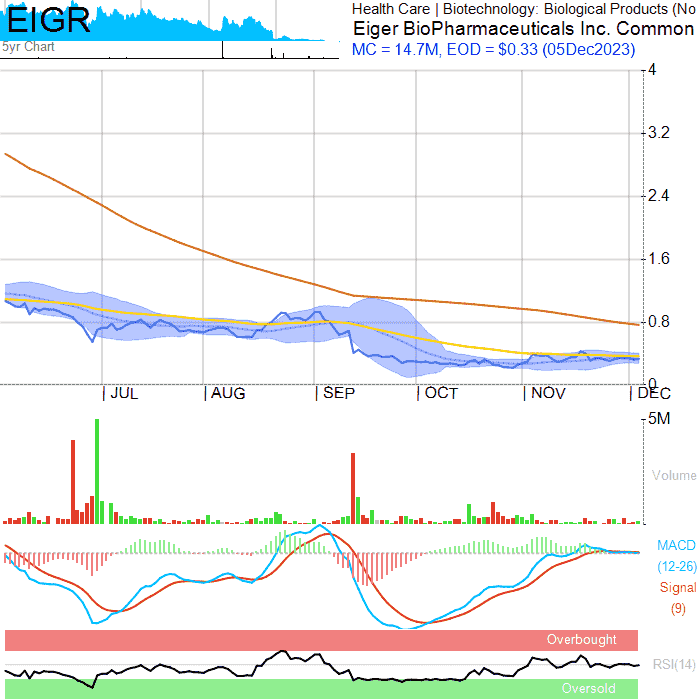 EIGR
5yr Chart
Health Care | Biotechnology: Biological Products (No
Eiger BioPharmaceuticals Inc. Common
MC = 14.7M, EOD = $0.33 (05Dec2023)
4
3.2
2.4
1.6
0.8
0
| JUL | AUG | SEP | OCT | NOV | DEC
5M
Volume
MACD
(12-26)
Signal
(9)
Overbought
RSI(14)
Oversold